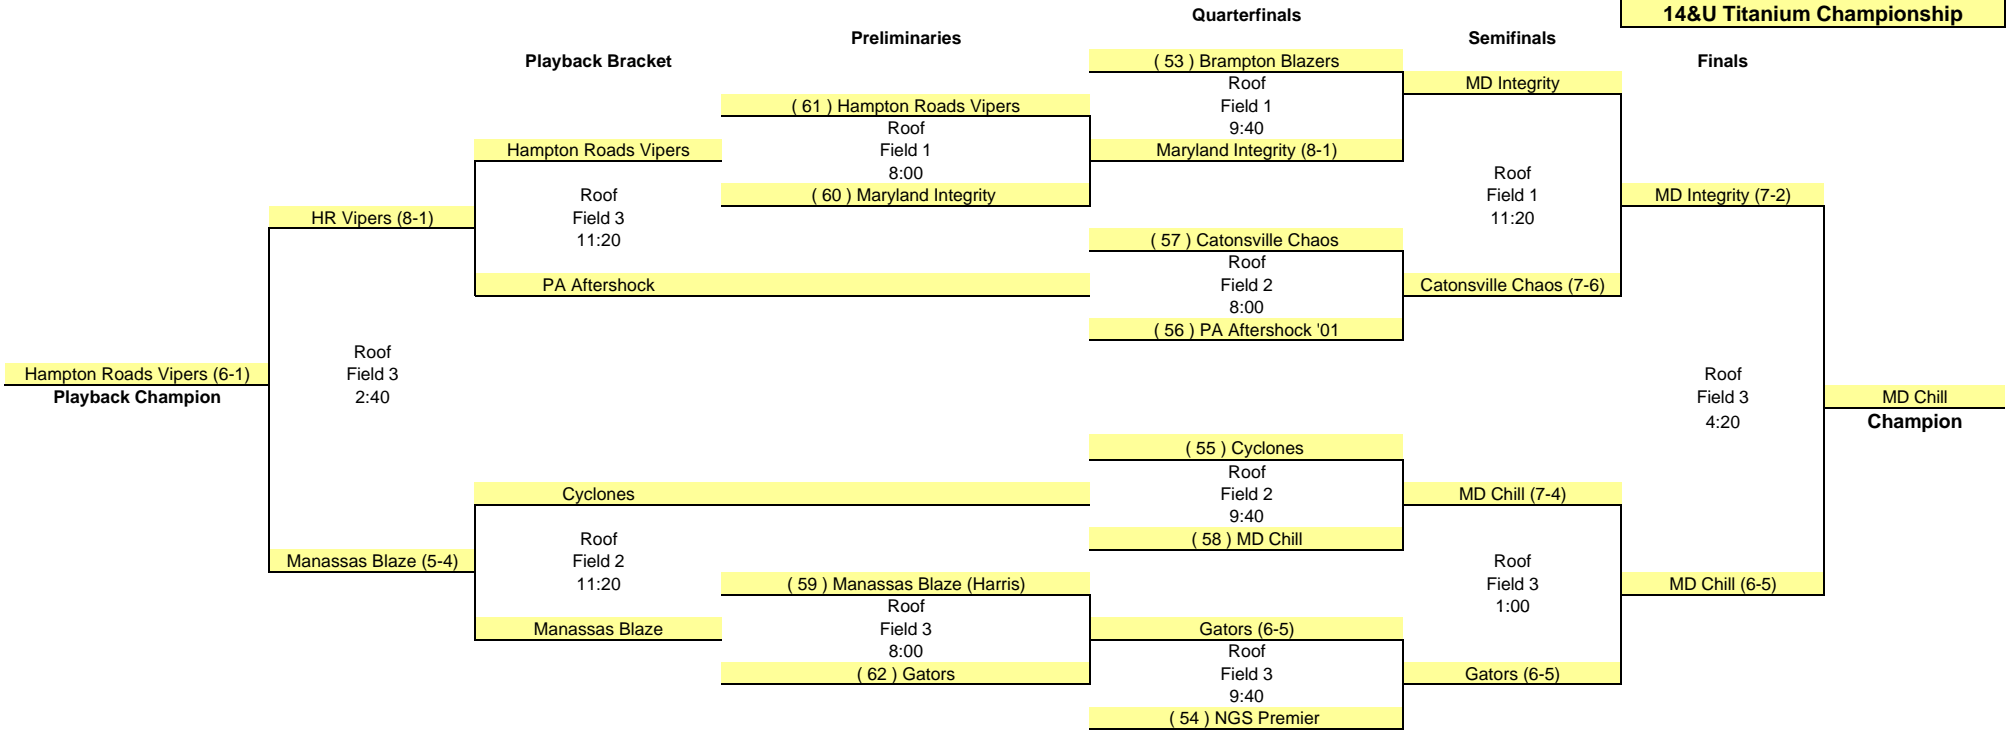 14&U Titanium Championship
Quarterfinals
Preliminaries
Semifinals
Playback Bracket
Finals
( 53 ) Brampton Blazers
Roof
Field 1
9:40
MD Integrity
( 61 ) Hampton Roads Vipers
Roof
Field 1
8:00
Hampton Roads Vipers
Maryland Integrity (8-1)
( 60 ) Maryland Integrity
Roof
Field 3
11:20
Roof
Field 1
11:20
MD Integrity (7-2)
HR Vipers (8-1)
( 57 ) Catonsville Chaos
Roof
Field 2
8:00
PA Aftershock
Catonsville Chaos (7-6)
( 56 ) PA Aftershock '01
Roof
Field 3
2:40
Hampton Roads Vipers (6-1)
Playback Champion
Roof
Field 3
4:20
MD Chill
Champion
( 55 ) Cyclones
Roof
Field 2
9:40
Cyclones
MD Chill (7-4)
( 58 ) MD Chill
Roof
Field 2
11:20
Manassas Blaze (5-4)
Roof
Field 3
1:00
( 59 ) Manassas Blaze (Harris)
MD Chill (6-5)
Roof
Field 3
8:00
Manassas Blaze
Gators (6-5)
Roof
Field 3
9:40
( 62 ) Gators
Gators (6-5)
( 54 ) NGS Premier